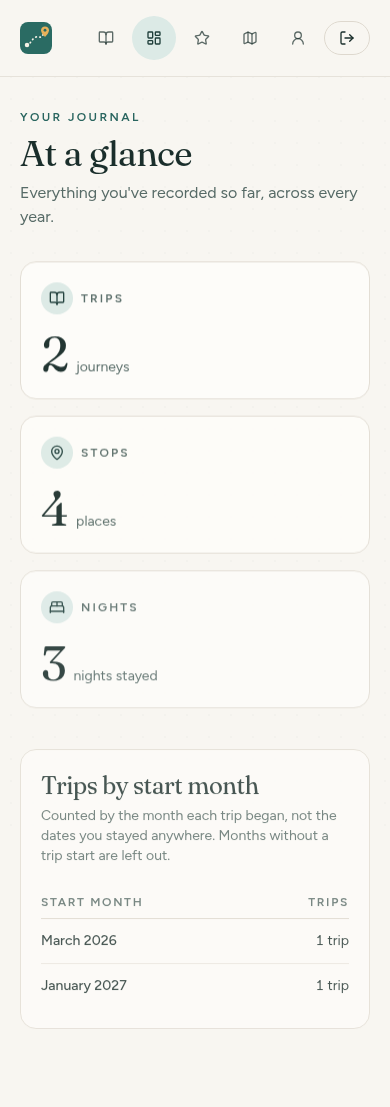 YOUR JOURNAL
At a glance
Everything you've recorded so far, across every
year.
TRIPS
2 journeys
STOPS
4 places
NIGHTS
3 nights stayed
Trips by start month
Counted by the month each trip began, not the
dates you stayed anywhere. Months without a
trip start are left out.
START MONTH TRIPS
March 2026 1 trip
January 2027 1 trip